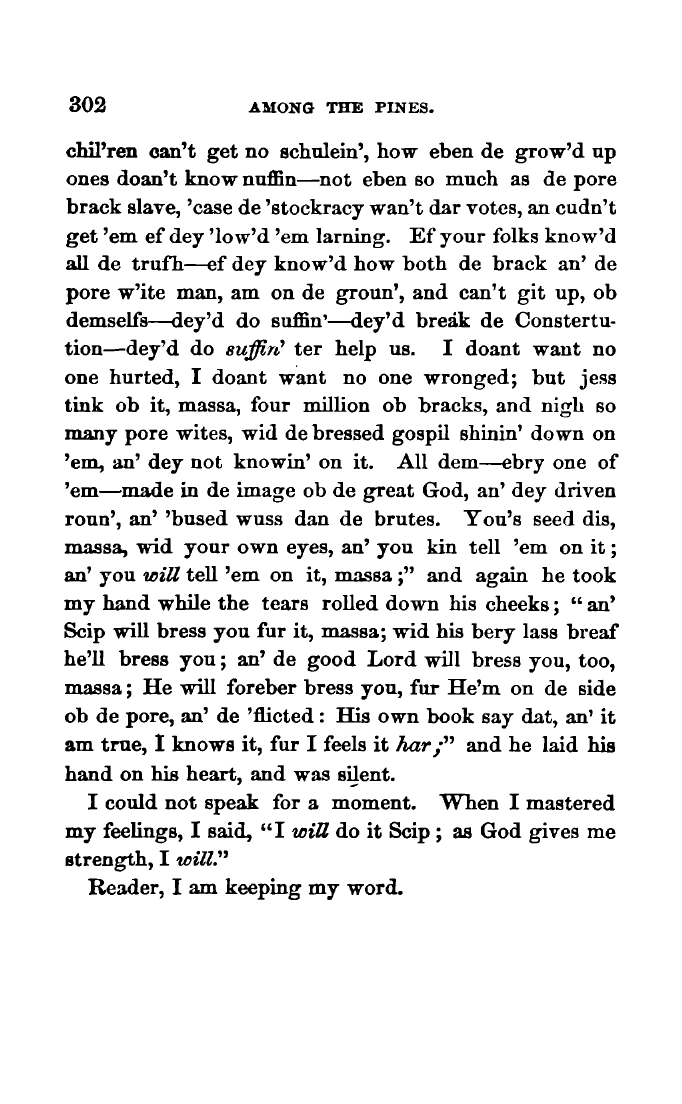 302 AMONG THE PINES.
chil'ren can't get no schulein', how eben de grow'd up
ones doan't know nuffin—not eben so much as de pore
brack slave, 'case de 'stockracy wan't dar votes, an cudn't
get 'em ef dey 'low'd 'em larning. Ef your folks know'd
all de trufh—ef dey know'd how both de brack an' de
pore w'ite man, am on de groun', and can't git up, ob
demselfs—dey'd do suffin'—dey'd break de Constertu-
tion—dey'd do suffin' ter help us. I doant want no
one hurted, I doant want no one wronged; but jess
tink ob it, massa, four million ob bracks, and nigh so
many pore wites, wid de bressed gospil shinin' down on
'em, an' dey not knowin' on it. All dem—ebry one of
'em—made in de image ob de great God, an' dey driven
roun', an' 'bused wuss dan de brutes. You's seed dis,
massa, wid your own eyes, an' you kin tell 'em on it;
an' you will tell 'em on it, massa;" and again he took
my hand while the tears rolled down his cheeks; "an'
Scip will bress you fur it, massa; wid his bery lass breaf
he'll bress you; an' de good Lord will bress you, too,
massa; He will foreber bress you, fur He'm on de side
ob de pore, an' de 'flicted: His own book say dat, an' it
am true, I knows it, fur I feels it har;" and he laid his
hand on his heart, and was silent.
I could not speak for a moment. When I mastered
my feelings, I said, "I will do it Scip; as God gives me
strength, I will."
Reader, I am keeping my word.